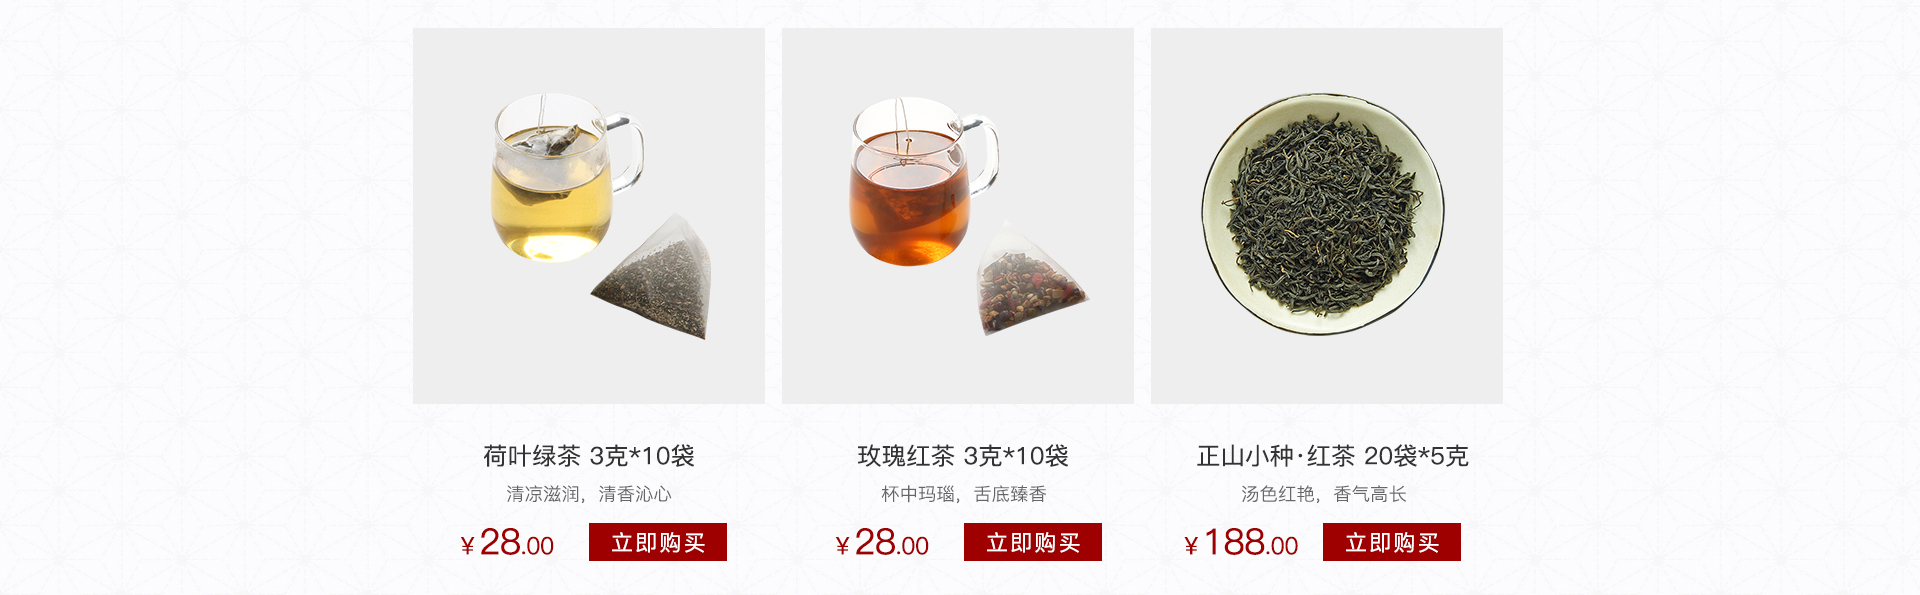 荷叶绿茶 3克*10袋
清凉滋润，清香沁心
¥28.00 立即购买
玫瑰红茶 3克*10袋
杯中玛瑙，舌底臻香
¥28.00 立即购买
正山小种·红茶 20袋*5克
汤色红艳，香气高长
¥188.00 立即购买